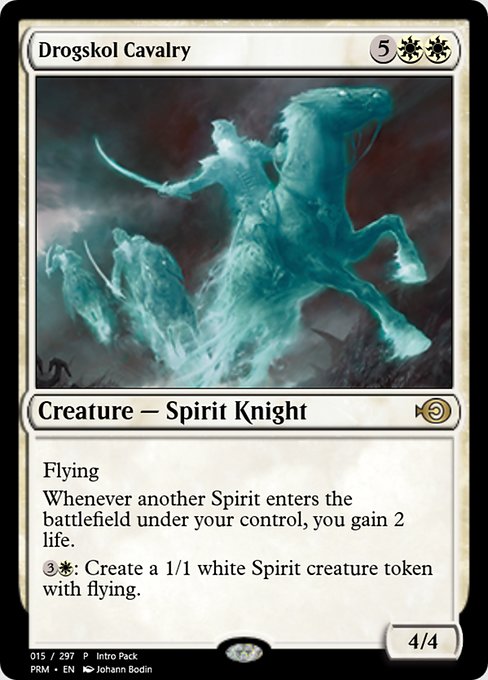 Drogskol Cavalry 5
Creature — Spirit Knight
Flying
Whenever another Spirit enters the
battlefield under your control, you gain 2
life.
3: Create a 1/1 white Spirit creature token
with flying.
4/4
015 / 297 P Intro Pack
PRM • EN Johann Bodin